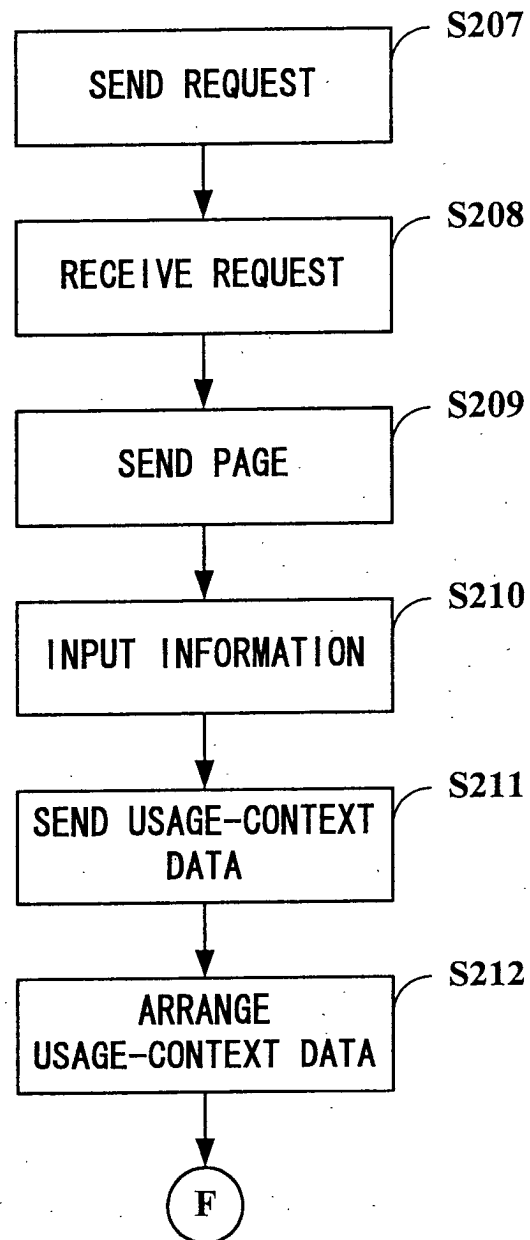 S207
SEND REQUEST
S208
RECEIVE REQUEST
S209
SEND PAGE
S210
INPUT INFORMATION
S211
SEND USAGE-CONTEXT
DATA
S212
ARRANGE
USAGE-CONTEXT DATA
F